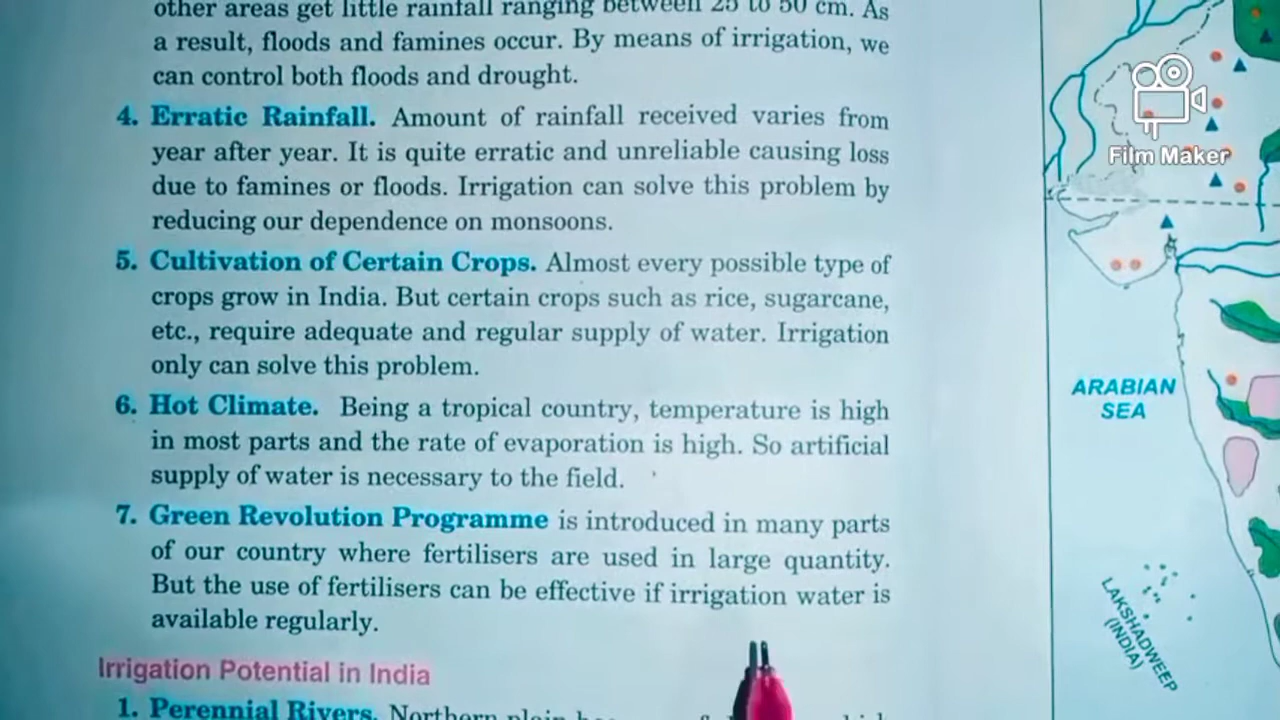 other areas get little rainfall ranging between 25 to 50 cm. As
a result, floods and famines occur. By means of irrigation, we
can control both floods and drought.
4. Erratic Rainfall. Amount of rainfall received varies from
year after year. It is quite erratic and unreliable causing loss
due to famines or floods. Irrigation can solve this problem by
reducing our dependence on monsoons.
5. Cultivation of Certain Crops. Almost every possible type of
crops grow in India. But certain crops such as rice, sugarcane,
etc., require adequate and regular supply of water. Irrigation
only can solve this problem.
6. Hot Climate. Being a tropical country, temperature is high
in most parts and the rate of evaporation is high. So artificial
supply of water is necessary to the field.
7. Green Revolution Programme is introduced in many parts
of our country where fertilisers are used in large quantity.
But the use of fertilisers can be effective if irrigation water is
available regularly.
Irrigation Potential in India
1. Perennial Rivers. Northern plain has
Film Maker
ARABIAN
SEA
LAKSHADWEEP
(INDIA)